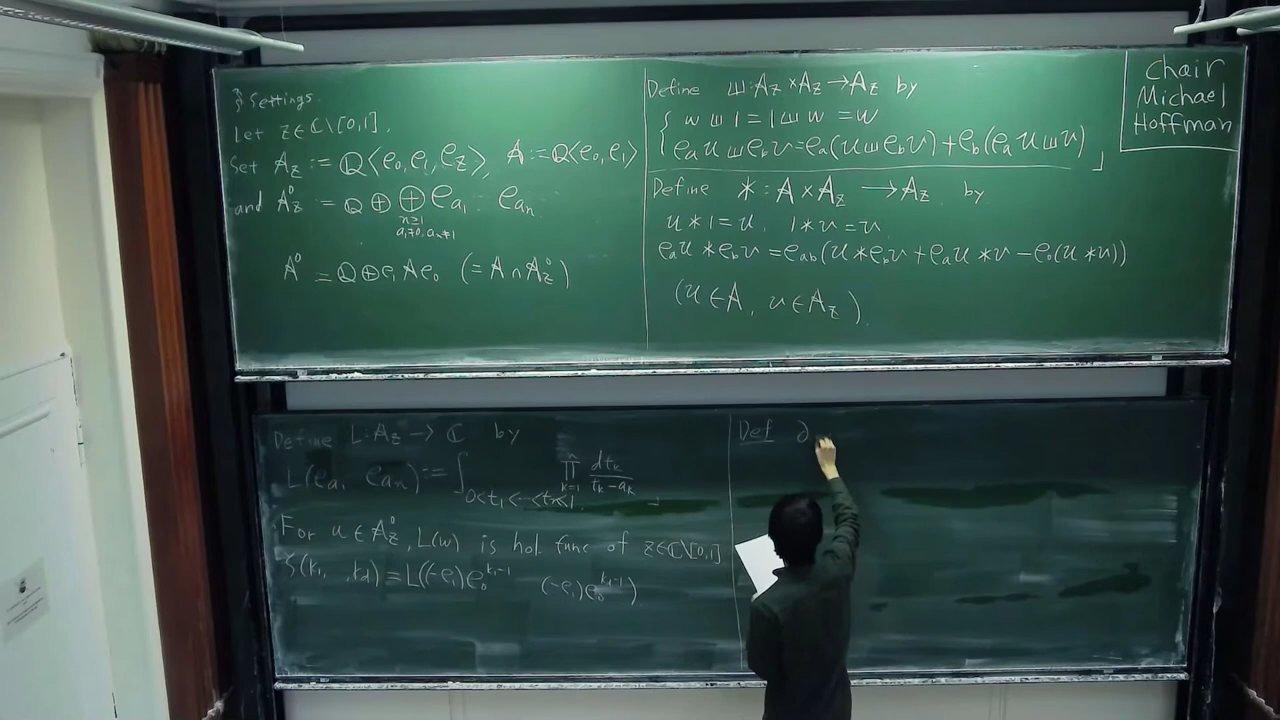 § Settings.
Let z∈ℂ\[0,1].
Set A_z := ℚ⟨e_0,e_1,e_z⟩, A := ℚ⟨e_0,e_1⟩
and A_z^0 = ℚ ⊕ ⊕ e_{a_1} e_{a_n}
n≥1
a_1≠0, a_n≠1
A^0 = ℚ⊕e_1Ae_0 (= A∩A_z^0)
Define ш: A_z×A_z→A_z by
{ w ш 1 = 1 ш w = w
e_a u ш e_b v = e_a(u ш e_b v) + e_b(e_a u ш v)
Define * : A×A_z → A_z by
u * 1 = u, 1 * v = v
e_a u * e_b v = e_{ab}(u * e_b v + e_a u * v − e_0(u * v))
(u∈A, v∈A_z).
Chair
Michael
Hoffman
Define L: A_z → ℂ by
L(e_{a_1} e_{a_n}) := ∫_{0<t_1<-<t_n<1} ∏_{k=1}^n dt_k/(t_k−a_k)
For u∈A_z^0, L(w) is hol. func of z∈ℂ\[0,1]
ζ(k_1, ,k_d) = L((−e_1)e_0^{k_1−1} (−e_1)e_0^{k_d−1})
Def ∂